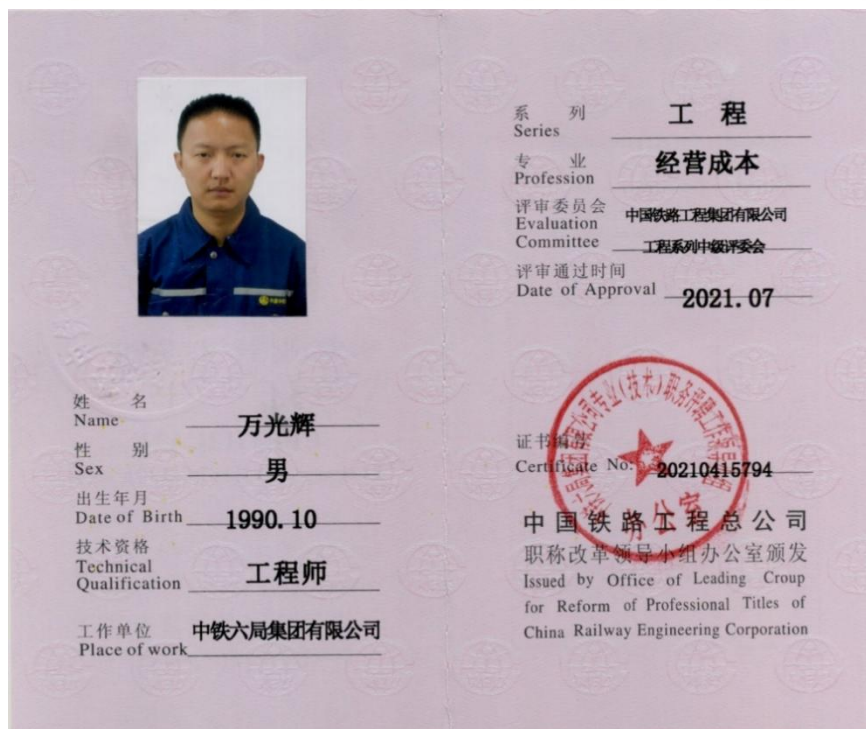 姓 名
Name 万光辉
性 别
Sex 男
出生年月
Date of Birth 1990.10
技术资格
Technical
Qualification 工程师
工作单位 中铁六局集团有限公司
Place of work
系 列 工 程
Series
专 业 经营成本
Profession
评审委员会 中国铁路工程集团有限公司
Evaluation
Committee 工程系列中级评委会
评审通过时间
Date of Approval 2021.07
证书编号
Certificate No. 20210415794
办公室
中国铁路工程总公司
职称改革领导小组办公室颁发
Issued by Office of Leading Croup
for Reform of Professional Titles of
China Railway Engineering Corporation